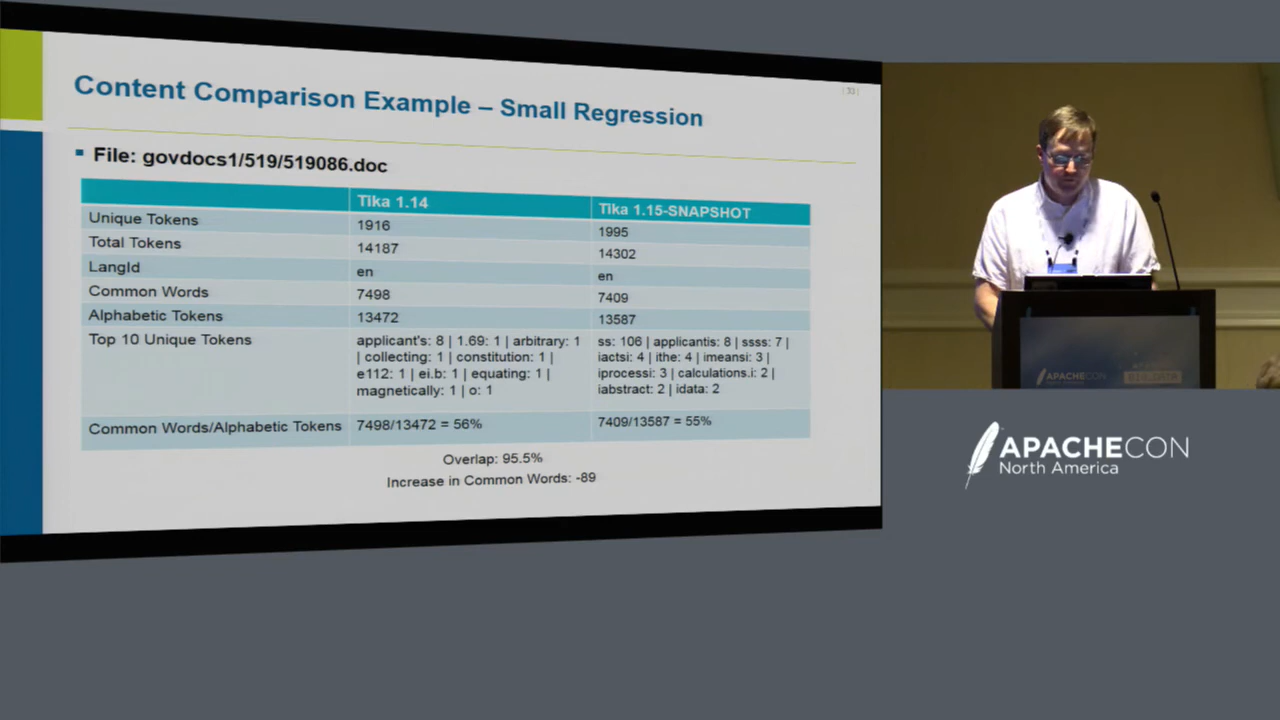 Content Comparison Example – Small Regression
| 33 |
File: govdocs1/519/519086.doc
Tika 1.14 Tika 1.15-SNAPSHOT
Unique Tokens 1916 1995
Total Tokens 14187 14302
LangId en en
Common Words 7498 7409
Alphabetic Tokens 13472 13587
Top 10 Unique Tokens
applicant's: 8 | 1.69: 1 | arbitrary: 1
| collecting: 1 | constitution: 1 |
e112: 1 | ei.b: 1 | equating: 1 |
magnetically: 1 | o: 1
ss: 106 | applicantis: 8 | ssss: 7 |
iactsi: 4 | ithe: 4 | imeansi: 3 |
iprocessi: 3 | calculations.i: 2 |
iabstract: 2 | idata: 2
Common Words/Alphabetic Tokens 7498/13472 = 56% 7409/13587 = 55%
Overlap: 95.5%
Increase in Common Words: -89
APACHECON
BIG_DATA
APACHECON
North America